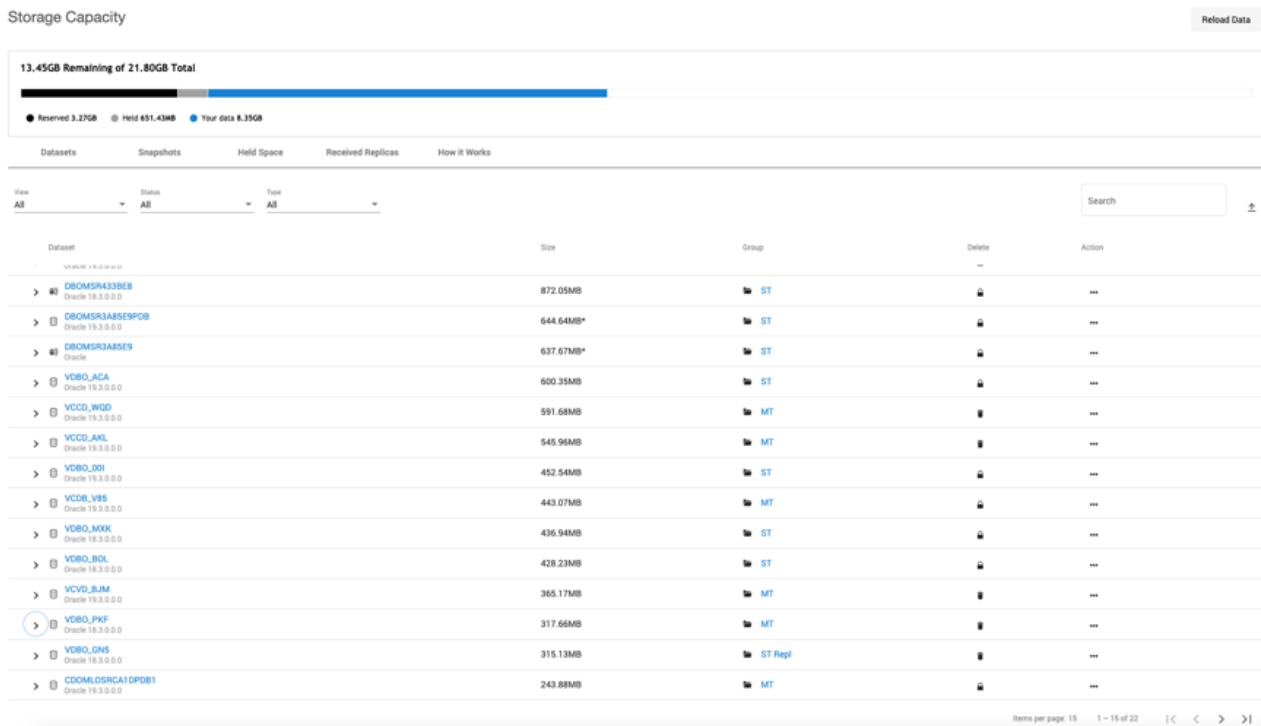 Storage Capacity
Reload Data
13.45GB Remaining of 21.80GB Total
Reserved 3.27GB Held 651.43MB Your data 8.35GB
Datasets Snapshots Held Space Received Replicas How it Works
View Status Type
All All All
Search
Dataset Size Group Delete Action
Oracle 19.3.0.0.0
DBOMSR433BE8 872.05MB ST
Oracle 18.3.0.0.0
DBOMSR3A85E9PDB 644.64MB* ST
Oracle 19.3.0.0.0
DBOMSR3A85E9 637.67MB* ST
Oracle
VDBO_ACA 600.35MB ST
Oracle 19.3.0.0.0
VCCD_WQD 591.68MB MT
Oracle 19.3.0.0.0
VCCD_AKL 545.96MB MT
Oracle 19.3.0.0.0
VDBO_D0I 452.54MB ST
Oracle 19.3.0.0.0
VCDB_V85 443.07MB MT
Oracle 19.3.0.0.0
VDBO_MXK 436.94MB ST
Oracle 18.3.0.0.0
VDBO_BOL 428.23MB ST
Oracle 18.3.0.0.0
VCVD_BJM 365.17MB MT
Oracle 19.3.0.0.0
VDBO_PKF 317.66MB MT
Oracle 18.3.0.0.0
VDBO_GN5 315.13MB ST Repl
Oracle 18.3.0.0.0
CDOMLOSRCA1DPDB1 243.88MB MT
Oracle 19.3.0.0.0
Items per page: 15 1 – 15 of 22